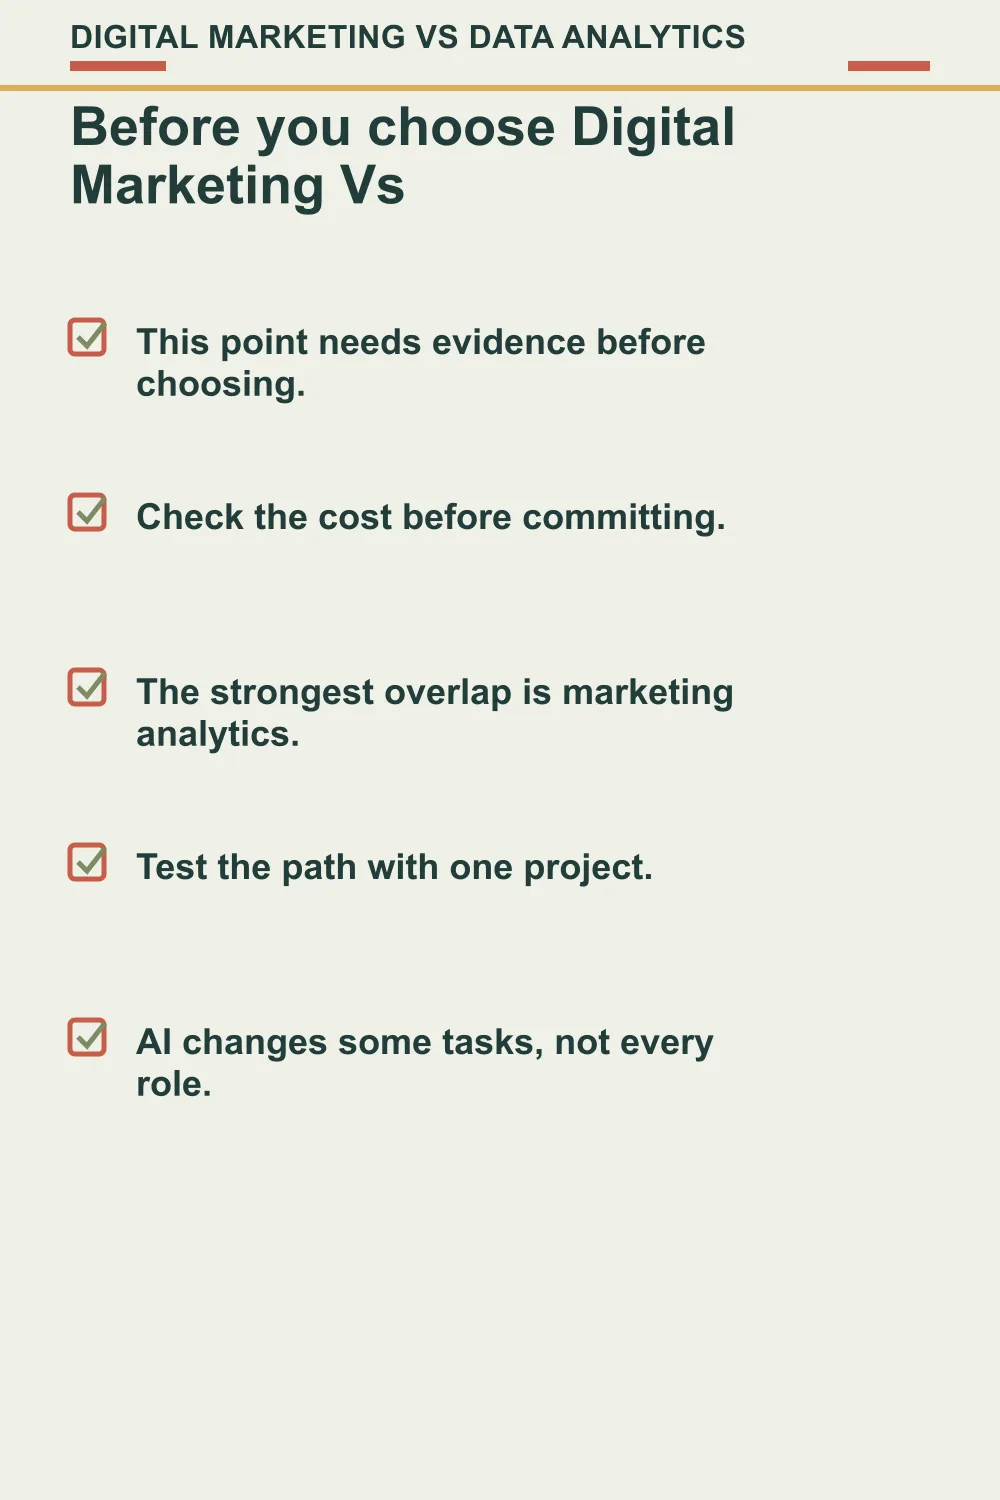 DIGITAL MARKETING VS DATA ANALYTICS
Before you choose Digital
Marketing Vs
This point needs evidence before
choosing.
Check the cost before committing.
The strongest overlap is marketing
analytics.
Test the path with one project.
AI changes some tasks, not every
role.